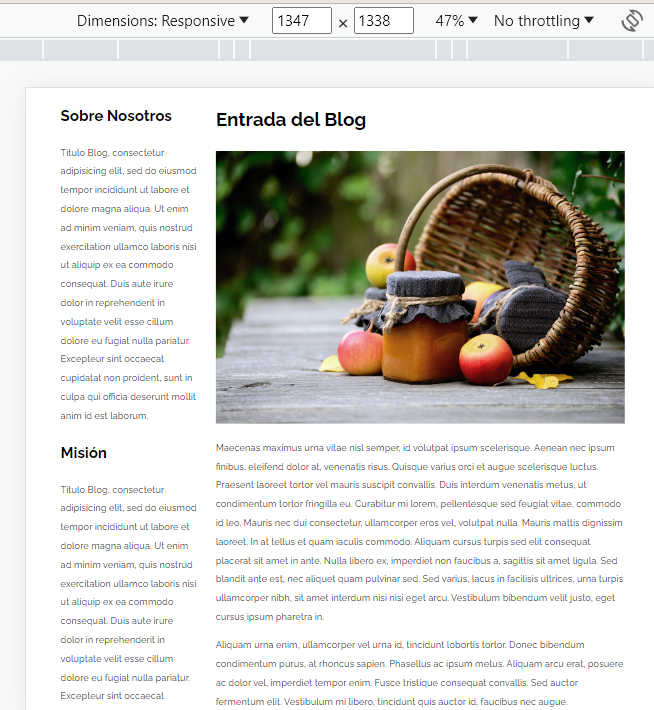 Dimensions: Responsive ▼ 1347 × 1338 47% ▼ No throttling ▼
Sobre Nosotros
Titulo Blog, consectetur
adipisicing elit, sed do eiusmod
tempor incididunt ut labore et
dolore magna aliqua. Ut enim
ad minim veniam, quis nostrud
exercitation ullamco laboris nisi
ut aliquip ex ea commodo
consequat. Duis aute irure
dolor in reprehenderit in
voluptate velit esse cillum
dolore eu fugiat nulla pariatur.
Excepteur sint occaecat
cupidatat non proident, sunt in
culpa qui officia deserunt mollit
anim id est laborum.
Misión
Titulo Blog, consectetur
adipisicing elit, sed do eiusmod
tempor incididunt ut labore et
dolore magna aliqua. Ut enim
ad minim veniam, quis nostrud
exercitation ullamco laboris nisi
ut aliquip ex ea commodo
consequat. Duis aute irure
dolor in reprehenderit in
voluptate velit esse cillum
dolore eu fugiat nulla pariatur.
Excepteur sint occaecat
Entrada del Blog
Maecenas maximus urna vitae nisl semper, id volutpat ipsum scelerisque. Aenean nec ipsum
finibus, eleifend dolor at, venenatis risus. Quisque varius orci et augue scelerisque luctus.
Praesent laoreet tortor vel mauris suscipit convallis. Duis interdum venenatis metus, ut
condimentum tortor fringilla eu. Curabitur mi lorem, pellentesque sed feugiat vitae, commodo
id leo. Mauris nec dui consectetur, ullamcorper eros vel, volutpat nulla. Mauris mattis dignissim
laoreet. In at tellus et quam iaculis commodo. Aliquam cursus turpis sed elit consequat
placerat sit amet in ante. Nulla libero ex, imperdiet non faucibus a, sagittis sit amet ligula. Sed
blandit ante est, nec aliquet quam pulvinar sed. Sed varius, lacus in facilisis ultrices, urna turpis
ullamcorper nibh, sit amet interdum nisi nisi eget arcu. Vestibulum bibendum velit justo, eget
cursus ipsum pharetra in.
Aliquam urna enim, ullamcorper vel urna id, tincidunt lobortis tortor. Donec bibendum
condimentum purus, at rhoncus sapien. Phasellus ac ipsum metus. Aliquam arcu erat, posuere
ac dolor vel, imperdiet tempor enim. Fusce tristique consequat convallis. Sed auctor
fermentum elit. Vestibulum mi libero, tincidunt quis auctor id, faucibus nec augue.